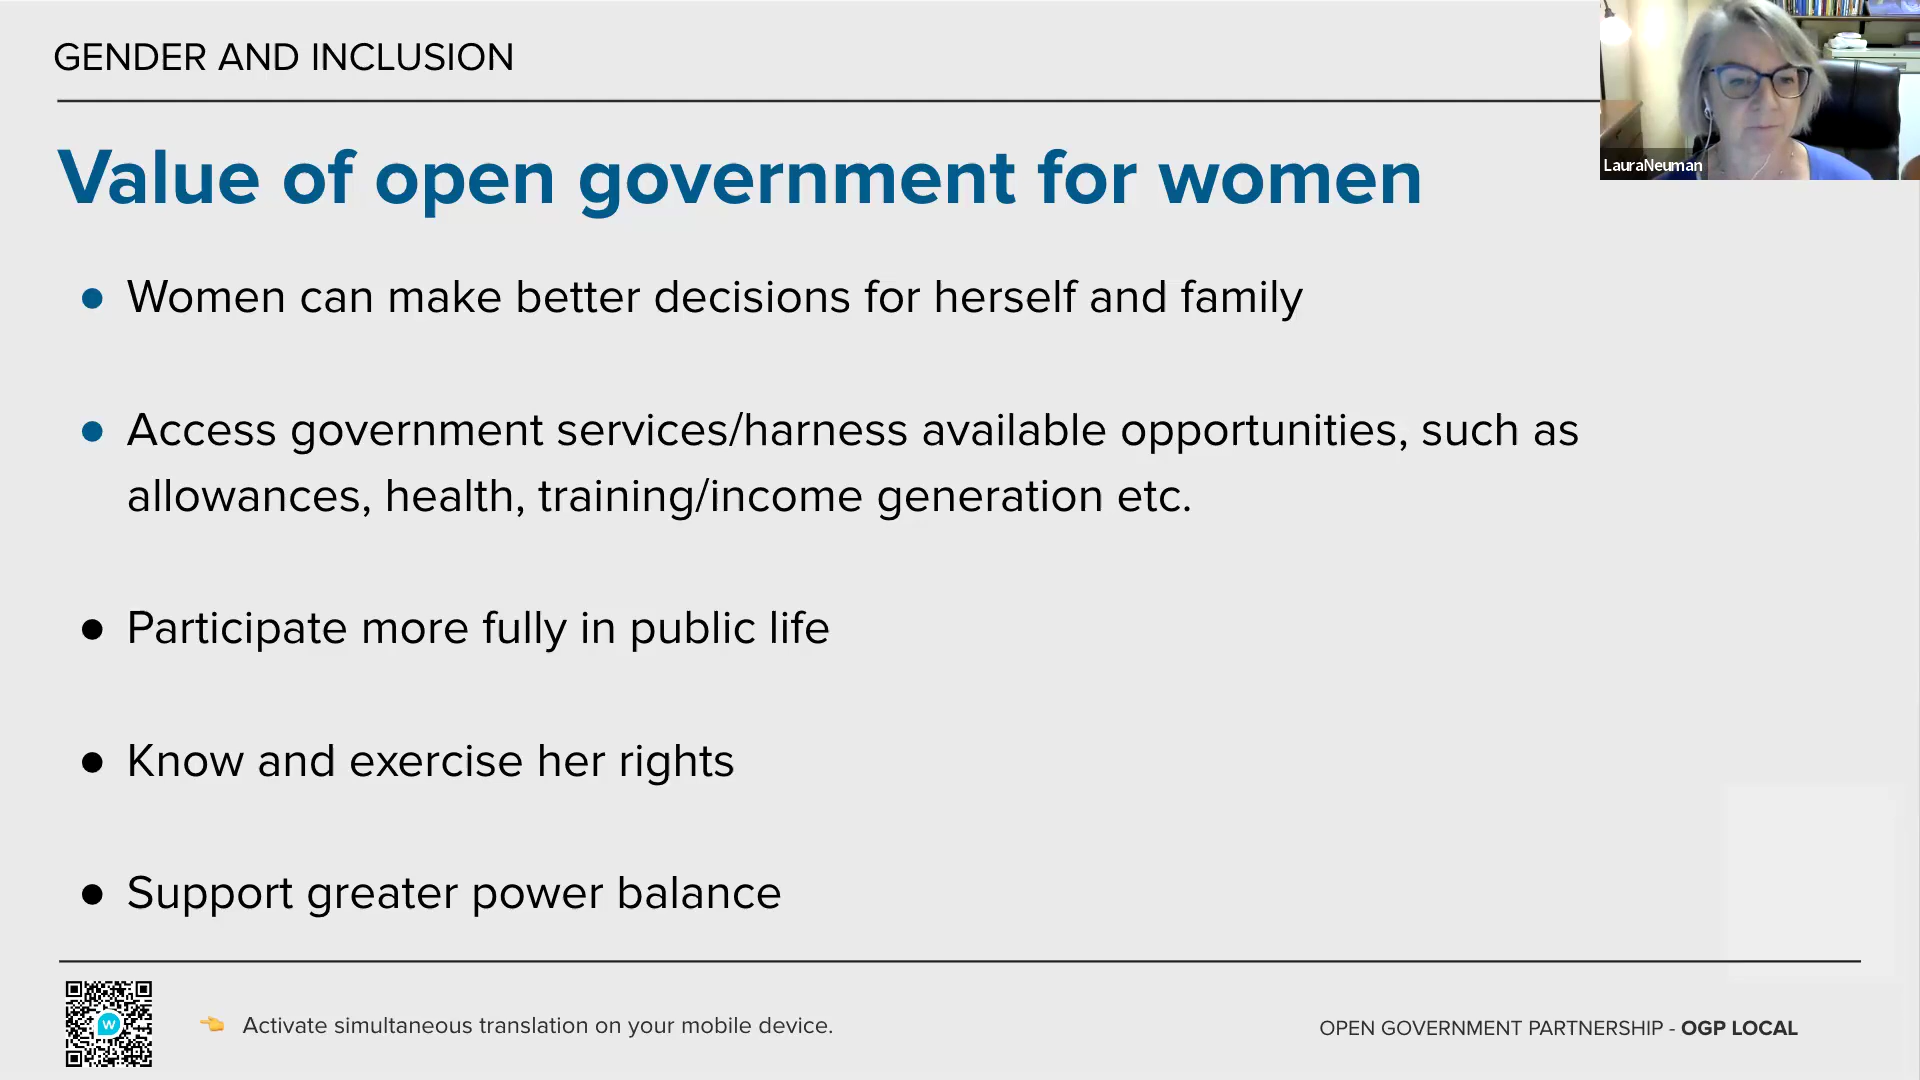 GENDER AND INCLUSION
LauraNeuman
Value of open government for women
● Women can make better decisions for herself and family
● Access government services/harness available opportunities, such as
allowances, health, training/income generation etc.
● Participate more fully in public life
● Know and exercise her rights
● Support greater power balance
w
👈 Activate simultaneous translation on your mobile device.
OPEN GOVERNMENT PARTNERSHIP - OGP LOCAL